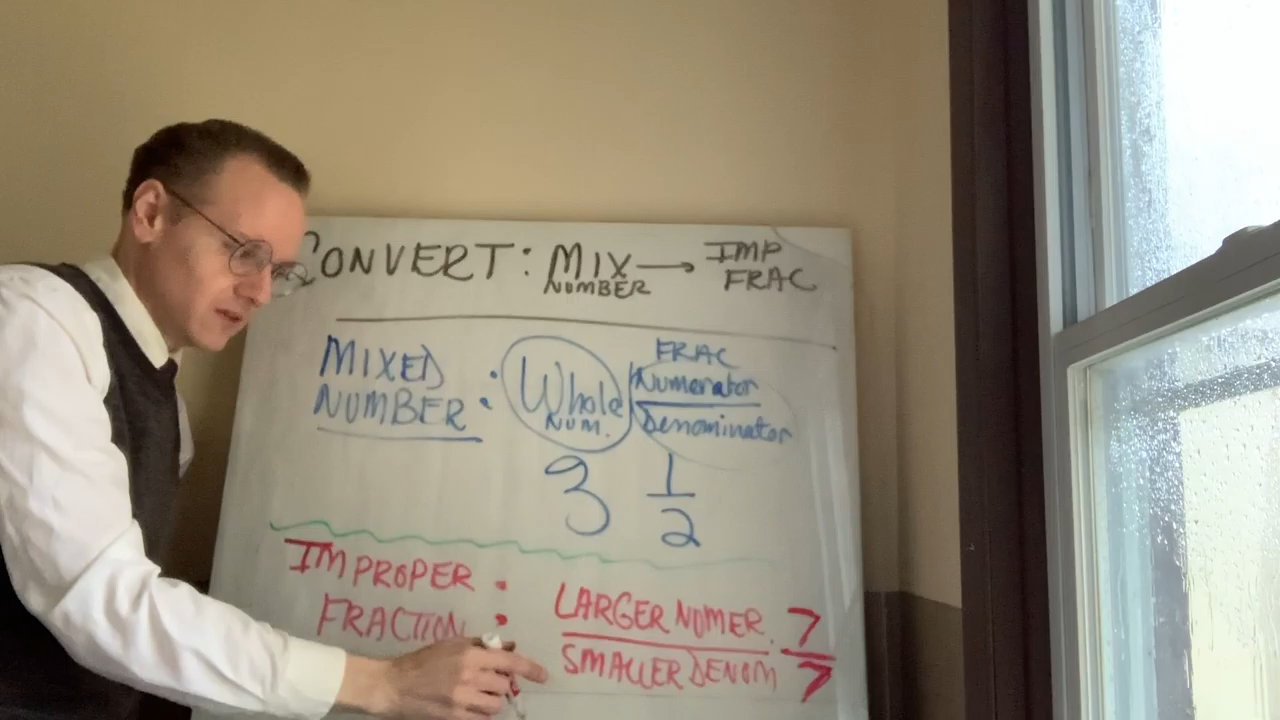 CONVERT: MIX NUMBER → IMP FRAC
MIXED NUMBER : Whole NUM. FRAC Numerator / Denominator
3 1/2
IMPROPER FRACTION : LARGER NUMER. / SMALLER DENOM 7/7